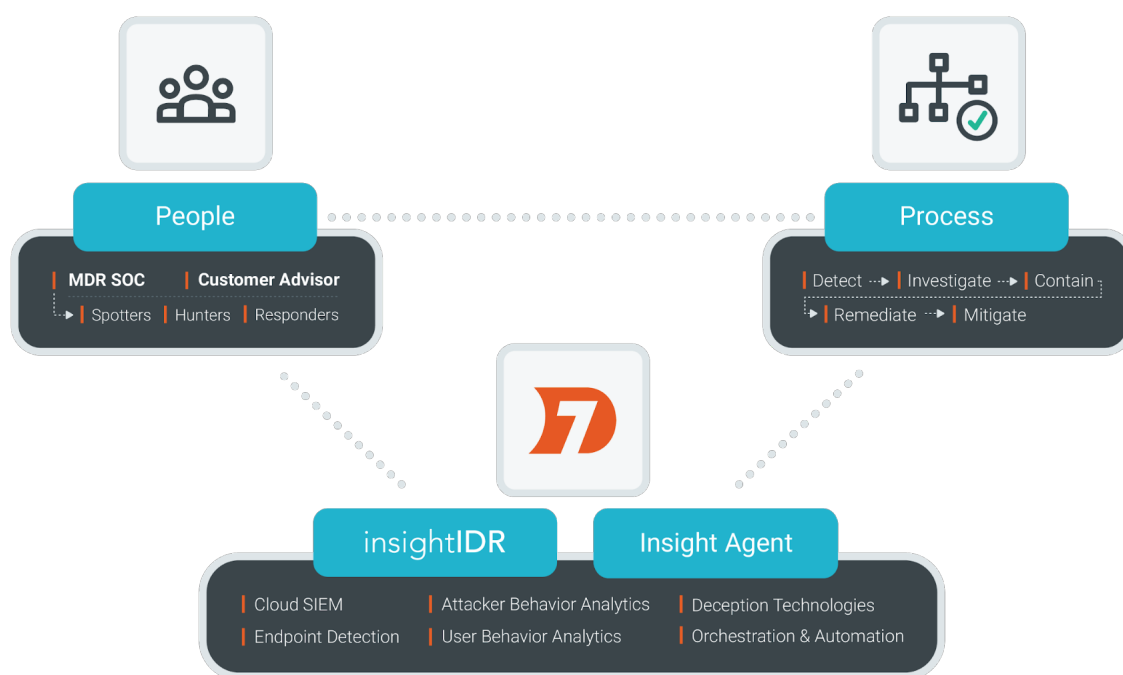 People
MDR SOC Customer Advisor
Spotters Hunters Responders
Process
Detect Investigate Contain
Remediate Mitigate
7
insightIDR
Insight Agent
Cloud SIEM Attacker Behavior Analytics Deception Technologies
Endpoint Detection User Behavior Analytics Orchestration & Automation